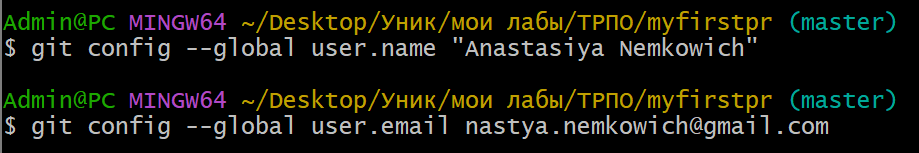 Admin@PC MINGW64 ~/Desktop/Уник/мои лабы/ТРПО/myfirstpr (master)
$ git config --global user.name "Anastasiya Nemkowich"
Admin@PC MINGW64 ~/Desktop/Уник/мои лабы/ТРПО/myfirstpr (master)
$ git config --global user.email nastya.nemkowich@gmail.com